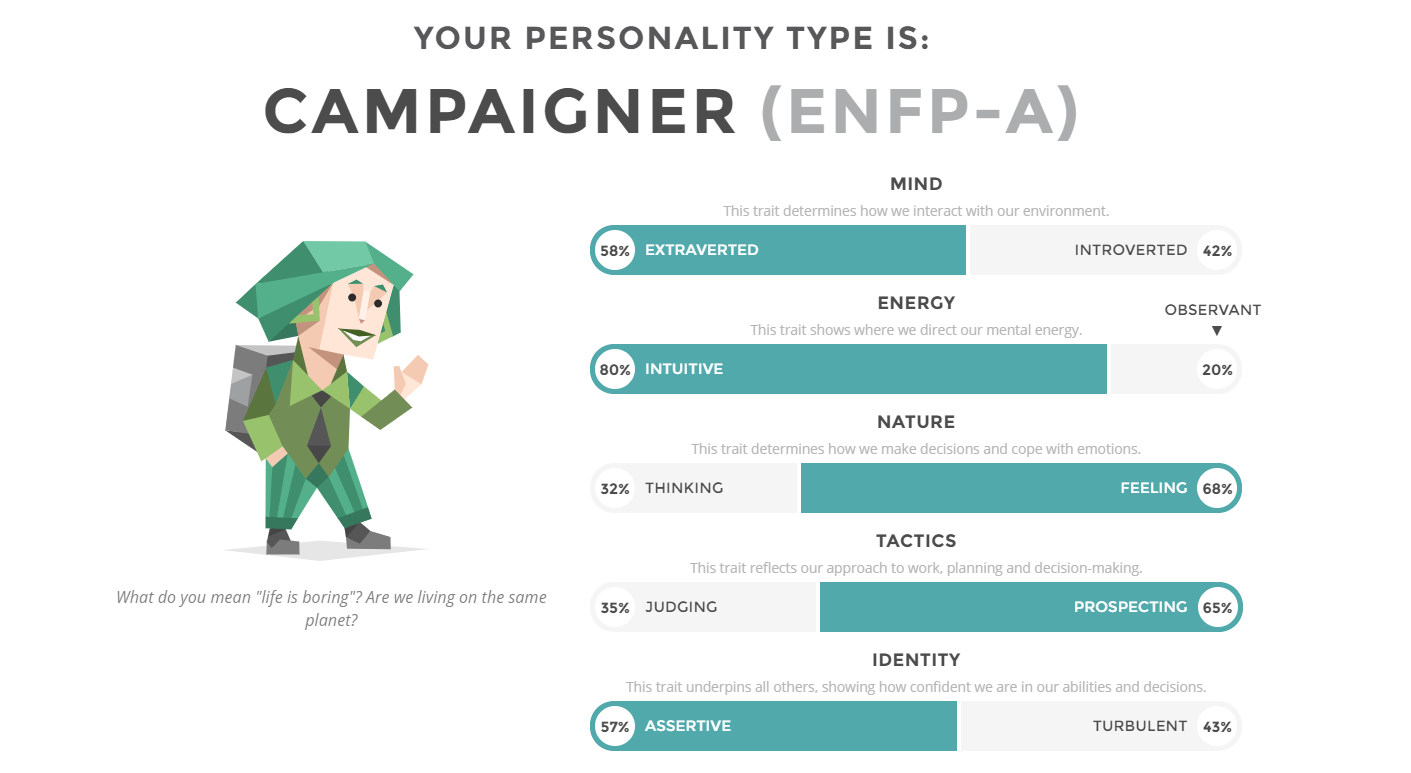 YOUR PERSONALITY TYPE IS:
CAMPAIGNER (ENFP-A)
MIND
This trait determines how we interact with our environment.
58% EXTRAVERTED INTROVERTED 42%
ENERGY
OBSERVANT
This trait shows where we direct our mental energy.
80% INTUITIVE 20%
NATURE
This trait determines how we make decisions and cope with emotions.
32% THINKING FEELING 68%
TACTICS
This trait reflects our approach to work, planning and decision-making.
35% JUDGING PROSPECTING 65%
IDENTITY
This trait underpins all others, showing how confident we are in our abilities and decisions.
57% ASSERTIVE TURBULENT 43%
What do you mean "life is boring"? Are we living on the same
planet?